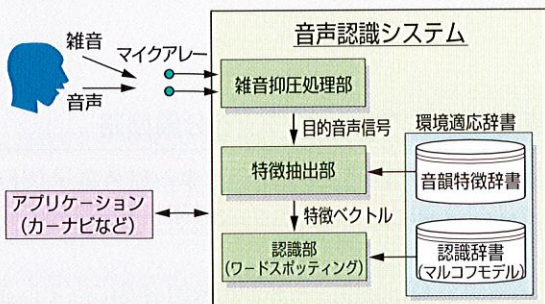 音声認識システム
雑音
マイクアレー
音声
雑音抑圧処理部
目的音声信号
環境適応辞書
特徴抽出部
音韻特徴辞書
アプリケーション
(カーナビなど)
特徴ベクトル
認識部
(ワードスポッティング)
認識辞書
(マルコフモデル)